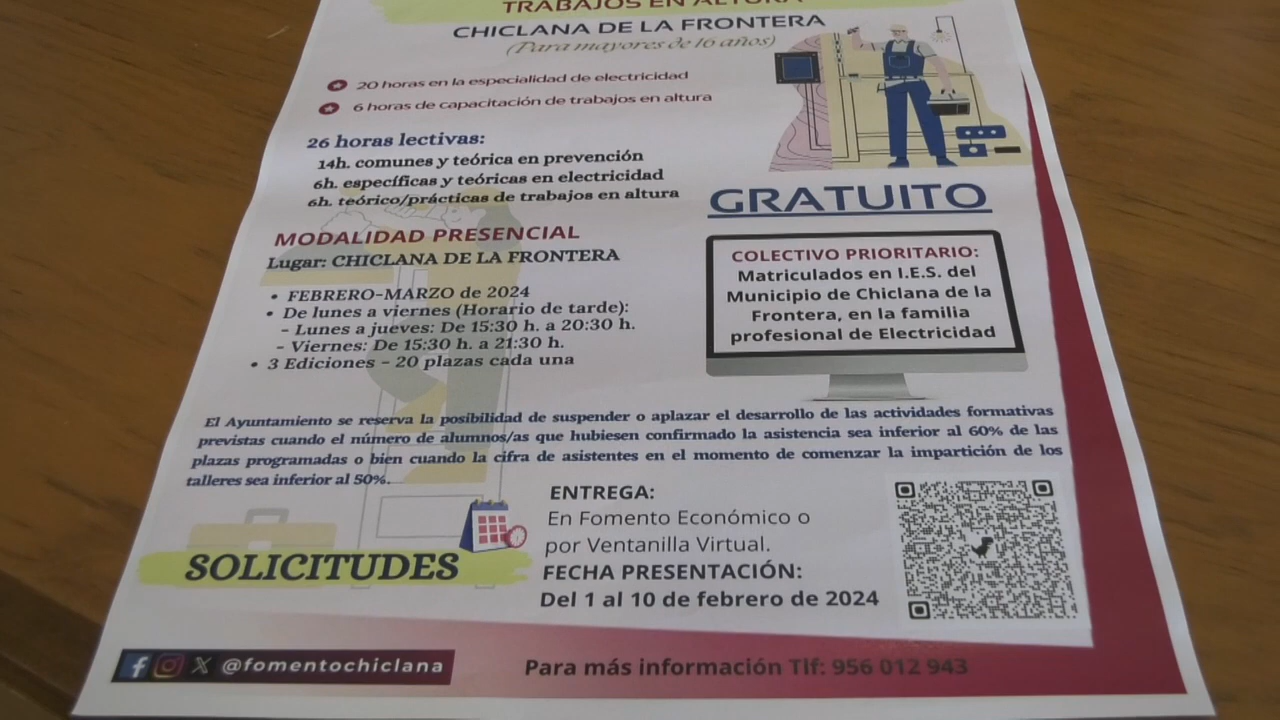 TRABAJOS EN ALTURA
CHICLANA DE LA FRONTERA
(Para mayores de 16 años)
20 horas en la especialidad de electricidad
6 horas de capacitación de trabajos en altura
26 horas lectivas:
14h. comunes y teórica en prevención
6h. específicas y teóricas en electricidad
6h. teórico/prácticas de trabajos en altura
GRATUITO
MODALIDAD PRESENCIAL
Lugar: CHICLANA DE LA FRONTERA
• FEBRERO-MARZO de 2024
• De lunes a viernes (Horario de tarde):
- Lunes a jueves: De 15:30 h. a 20:30 h.
- Viernes: De 15:30 h. a 21:30 h.
• 3 Ediciones - 20 plazas cada una
COLECTIVO PRIORITARIO:
Matriculados en I.E.S. del
Municipio de Chiclana de la
Frontera, en la familia
profesional de Electricidad
El Ayuntamiento se reserva la posibilidad de suspender o aplazar el desarrollo de las actividades formativas
previstas cuando el número de alumnos/as que hubiesen confirmado la asistencia sea inferior al 60% de las
plazas programadas o bien cuando la cifra de asistentes en el momento de comenzar la impartición de los
talleres sea inferior al 50%.
SOLICITUDES
ENTREGA:
En Fomento Económico o
por Ventanilla Virtual.
FECHA PRESENTACIÓN:
Del 1 al 10 de febrero de 2024
@fomentochiclana
Para más información Tlf: 956 012 943